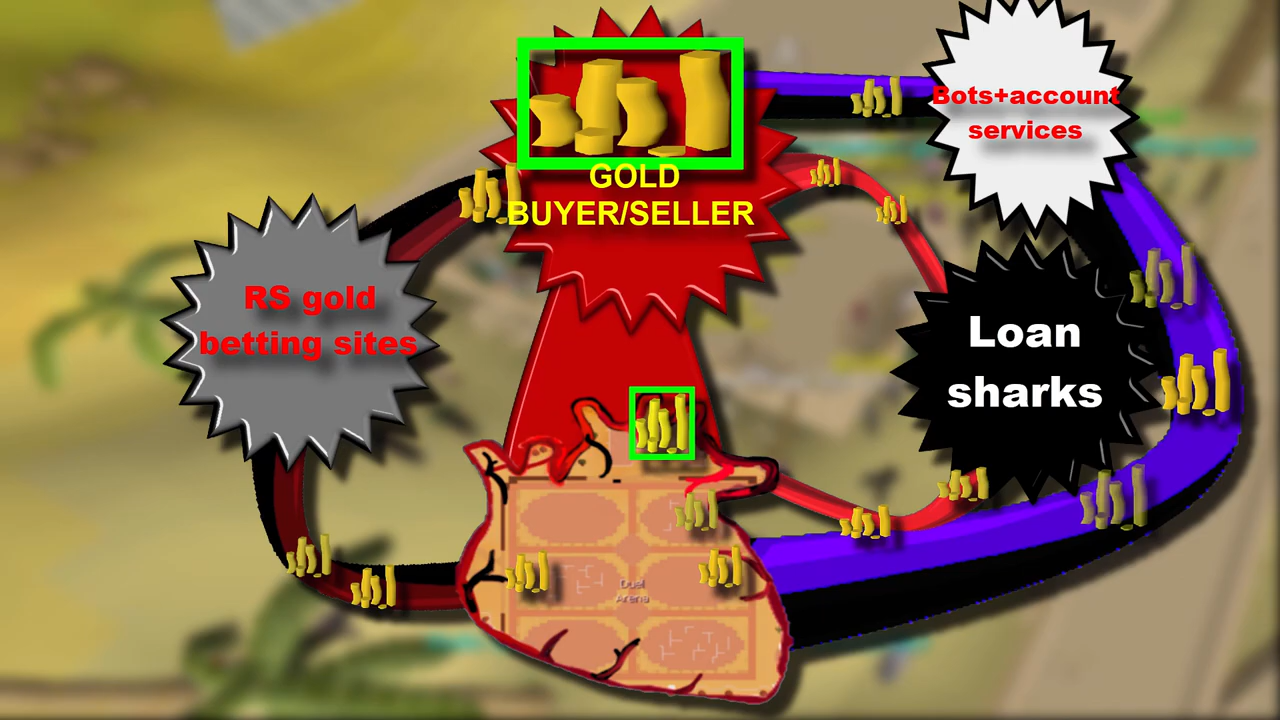 Bots+account
services
GOLD
BUYER/SELLER
RS gold
betting sites
Loan
sharks
Duel
Arena